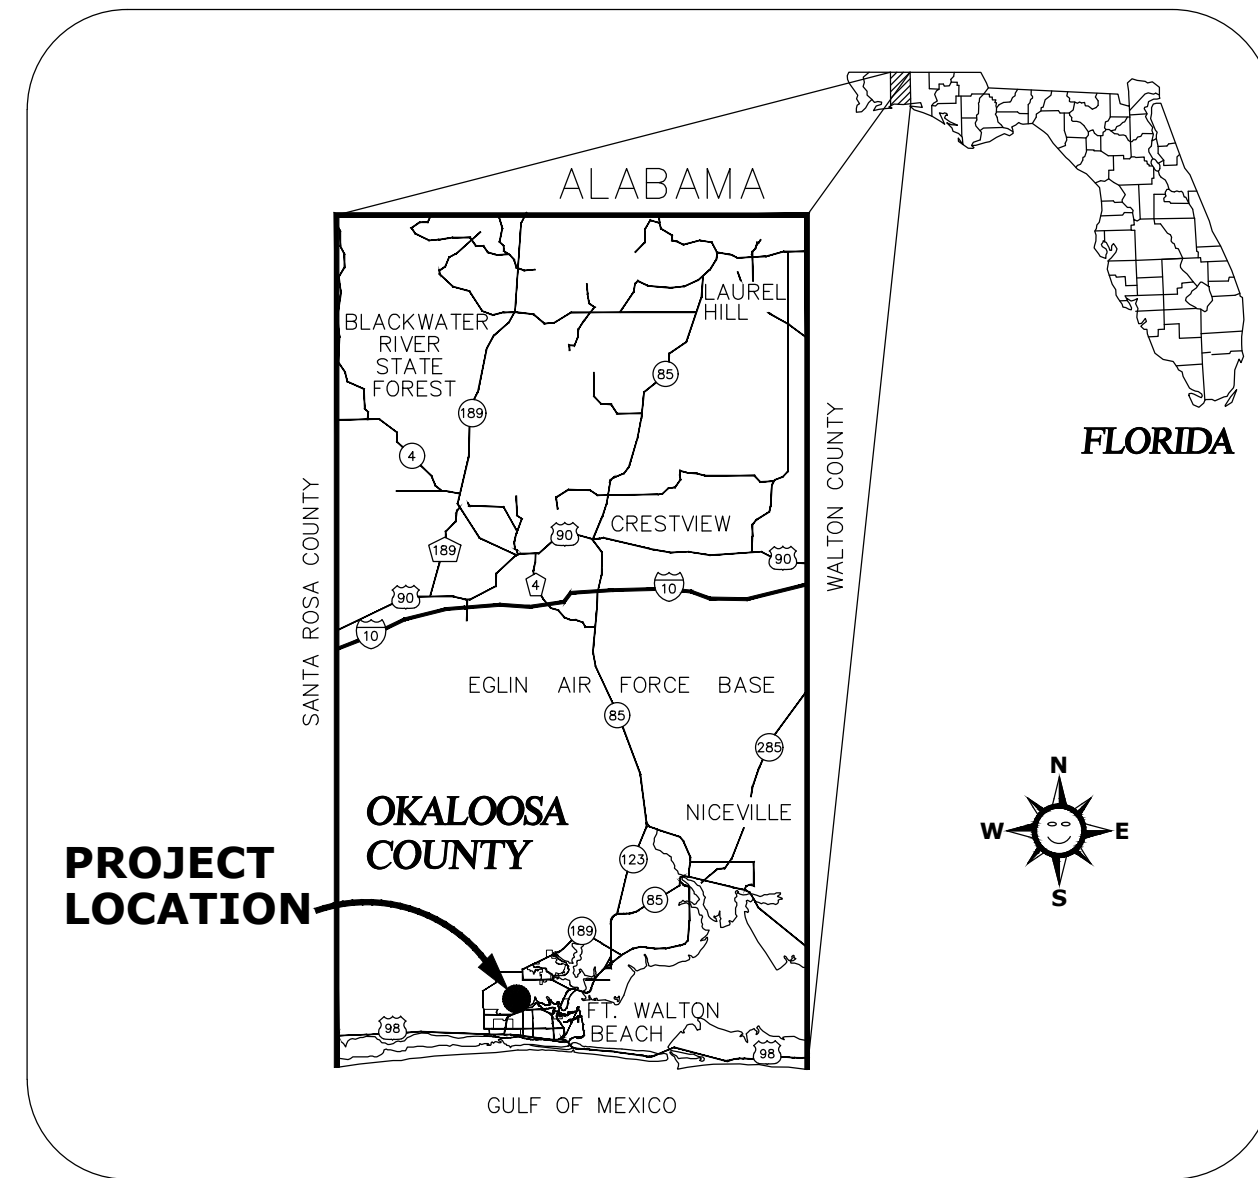 ALABAMA
LAUREL
HILL
BLACKWATER
RIVER
STATE
FOREST
85
189
4
FLORIDA
WALTON COUNTY
SANTA ROSA COUNTY
CRESTVIEW
90
189
90
4
10
90
10
EGLIN AIR FORCE BASE
85
285
N
W
E
S
OKALOOSA
COUNTY
NICEVILLE
PROJECT
LOCATION
123
85
189
FT. WALTON
BEACH
98
98
GULF OF MEXICO